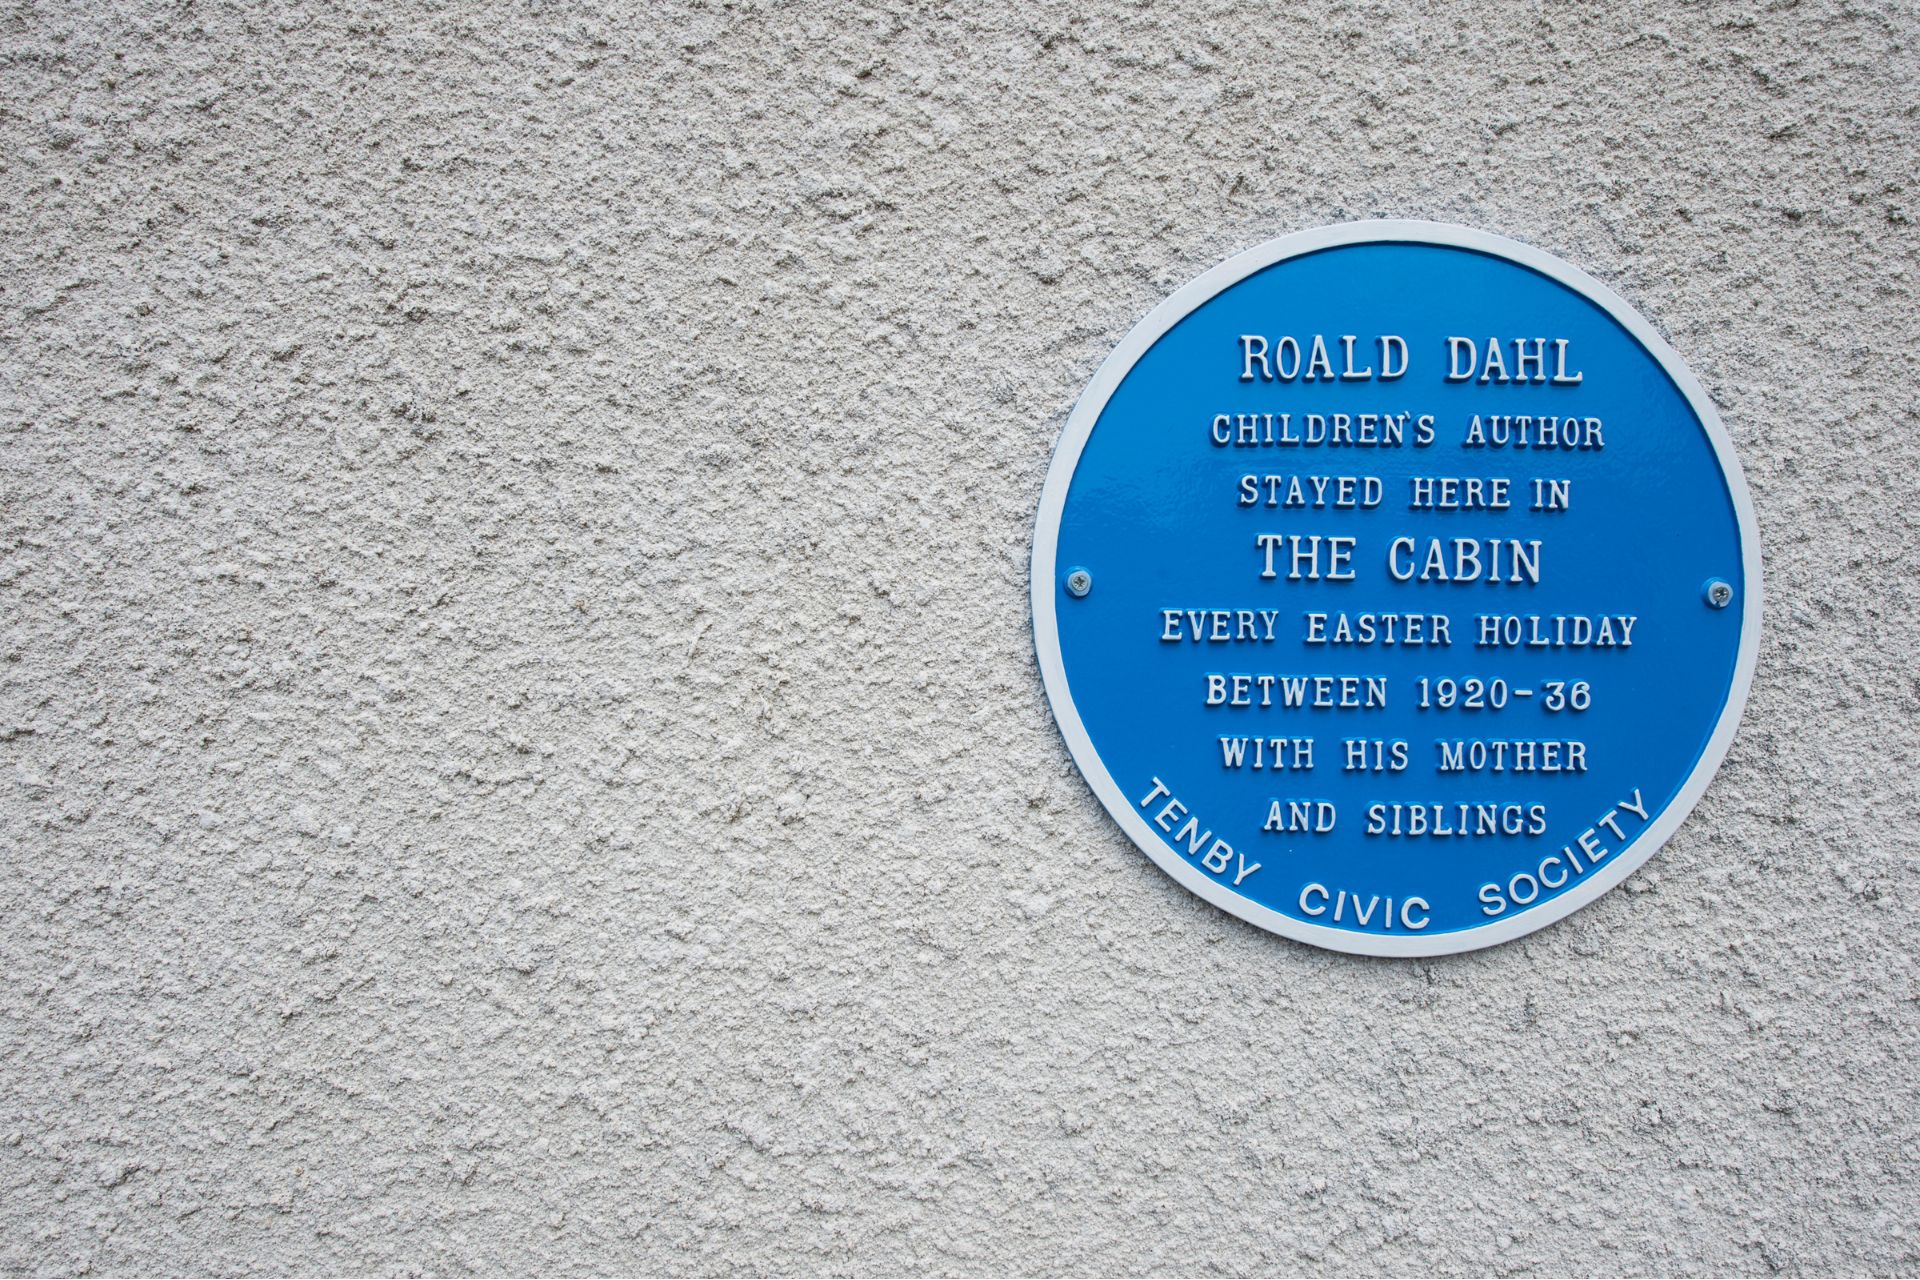 ROALD DAHL
CHILDREN'S AUTHOR
STAYED HERE IN
THE CABIN
EVERY EASTER HOLIDAY
BETWEEN 1920-36
WITH HIS MOTHER
AND SIBLINGS
TENBY CIVIC SOCIETY